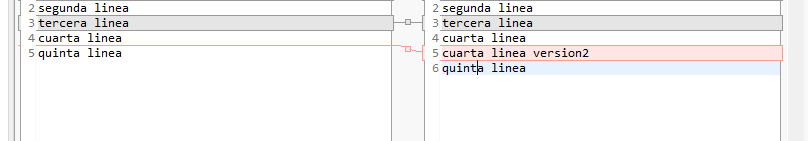 2 segunda linea
3 tercera linea
4 cuarta linea
5 quinta linea
2 segunda linea
3 tercera linea
4 cuarta linea
5 cuarta linea version2
6 quinta linea